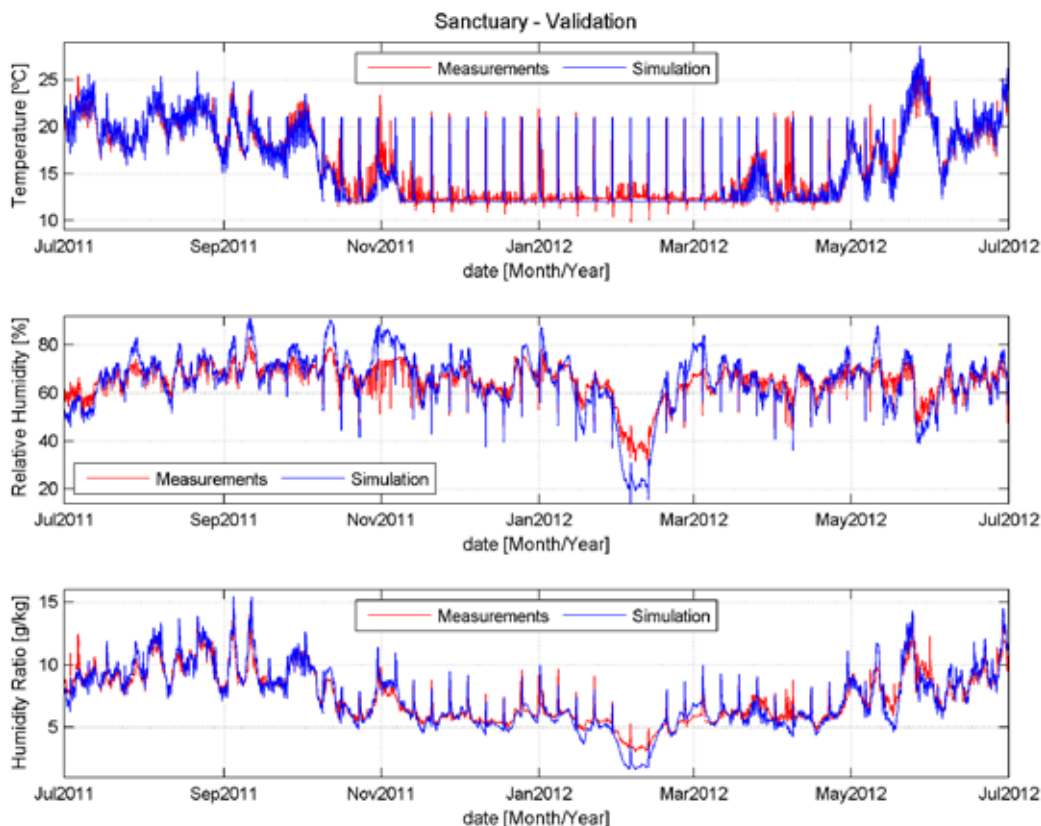 Sanctuary - Validation
Temperature [ºC]
25
20
15
10
Measurements Simulation
Jul2011 Sep2011 Nov2011 Jan2012 Mar2012 May2012 Jul2012
date [Month/Year]
Relative Humidity [%]
80
60
40
20
Measurements Simulation
Jul2011 Sep2011 Nov2011 Jan2012 Mar2012 May2012 Jul2012
date [Month/Year]
Humidity Ratio [g/kg]
15
10
5
Measurements Simulation
Jul2011 Sep2011 Nov2011 Jan2012 Mar2012 May2012 Jul2012
date [Month/Year]